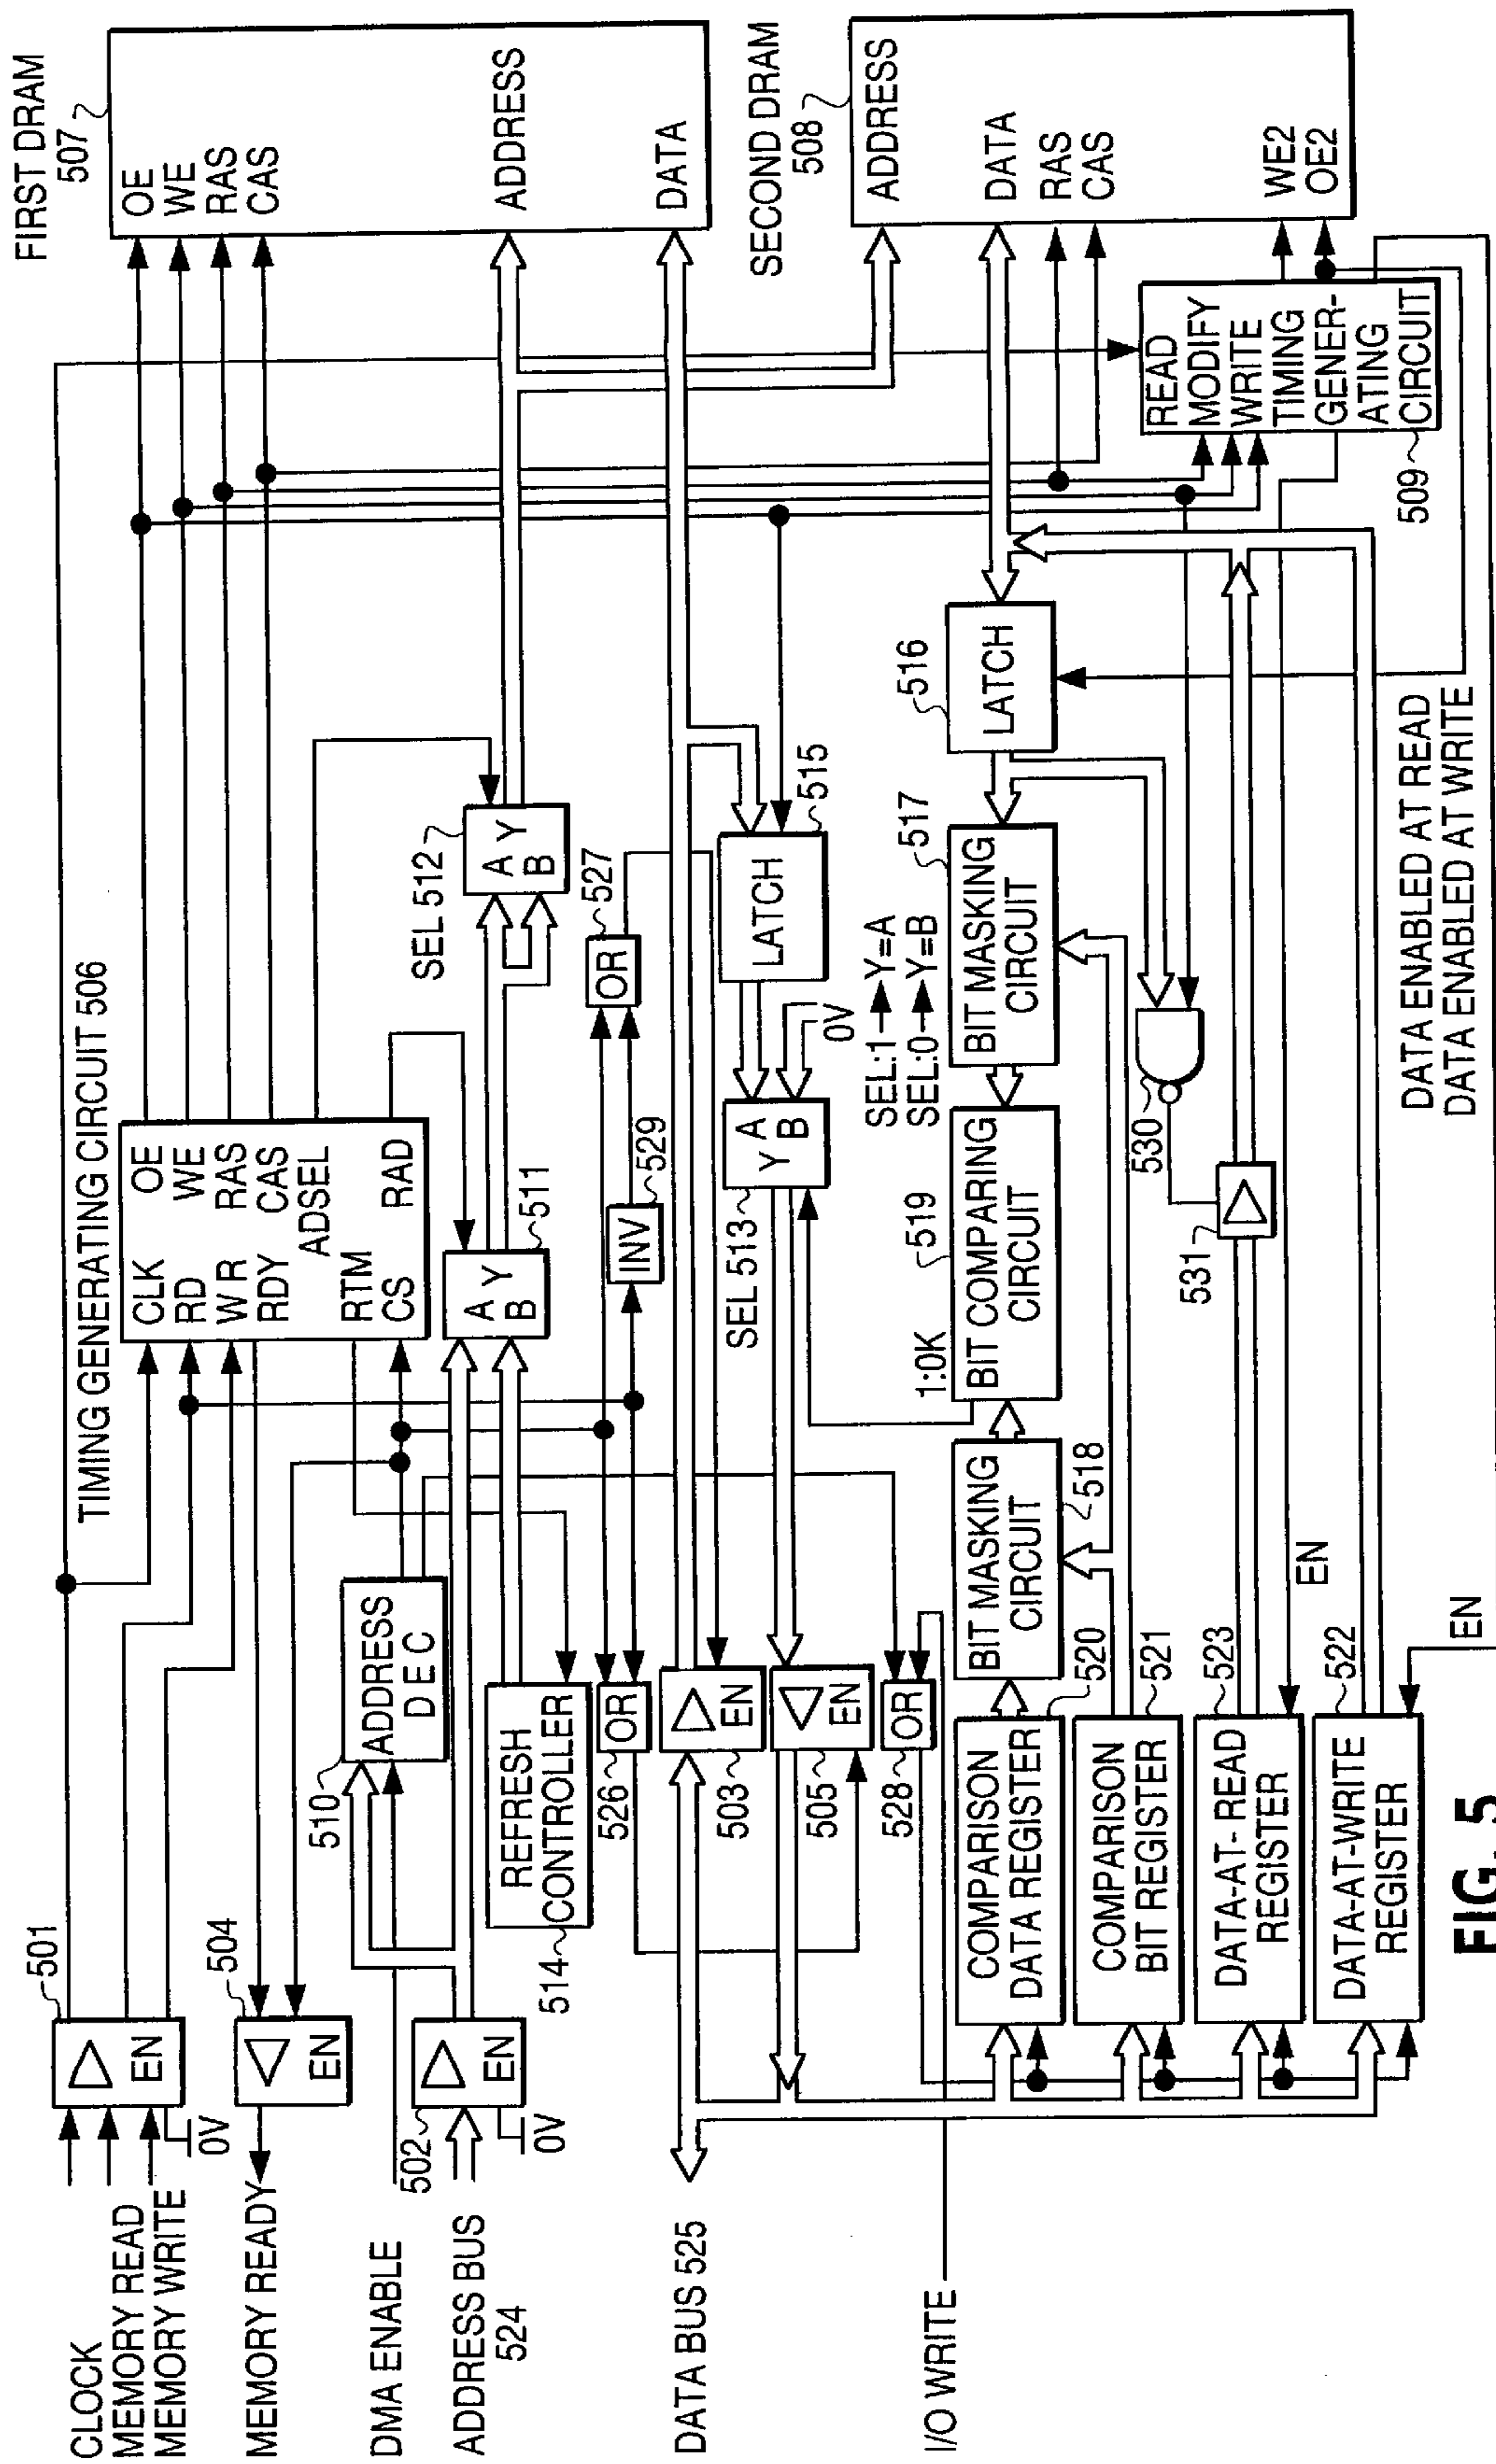 CLOCK
MEMORY READ
MEMORY WRITE
MEMORY READY
DMA ENABLE
ADDRESS BUS
524
DATA BUS 525
I/O WRITE
501
EN
0V
504
EN
502
EN
0V
TIMING GENERATING CIRCUIT 506
CLK OE
RD WE
W R RAS
RDY CAS
ADSEL
RTM
CS RAD
510
ADDRESS
D E C
REFRESH
CONTROLLER
514
A Y
B
511
SEL 512
A Y
B
OR
527
INV
529
OR
526
EN
503
EN
505
OR
528
SEL 513
Y A
B
0V
LATCH
515
SEL:1→Y=A
SEL:0→Y=B
FIRST DRAM
507
OE
WE
RAS
CAS
ADDRESS
DATA
SECOND DRAM
508
ADDRESS
DATA
RAS
CAS
WE2
OE2
READ
MODIFY
WRITE
TIMING
GENER-
ATING
CIRCUIT
509
LATCH
516
BIT MASKING
CIRCUIT
517
1:0K
BIT COMPARING
CIRCUIT
519
BIT MASKING
CIRCUIT
518
COMPARISON
DATA REGISTER
520
COMPARISON
BIT REGISTER
521
DATA-AT-READ
REGISTER
523
EN
DATA-AT-WRITE
REGISTER
522
EN
530
531
DATA ENABLED AT READ
DATA ENABLED AT WRITE
FIG. 5